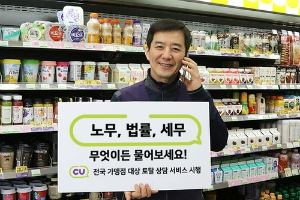 노무, 법률, 세무
무엇이든 물어보세요!
CU 전국 가맹점 대상 토탈 상담 서비스 시행